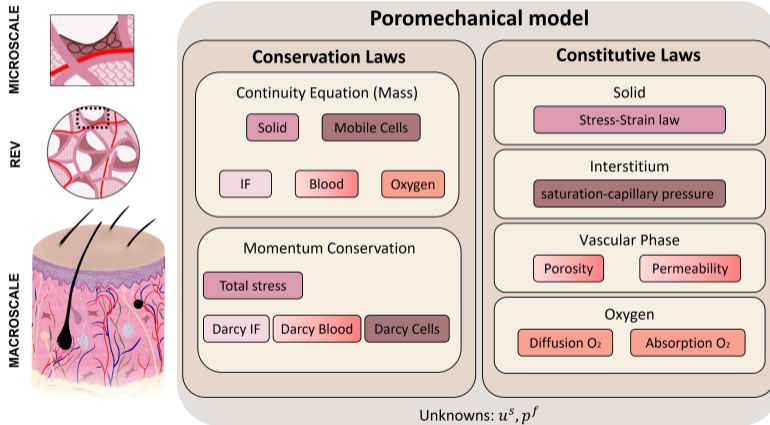 MICROSCALE
REV
MACROSCALE
Poromechanical model
Conservation Laws
Continuity Equation (Mass)
Solid
Mobile Cells
IF
Blood
Oxygen
Momentum Conservation
Total stress
Darcy IF
Darcy Blood
Darcy Cells
Constitutive Laws
Solid
Stress-Strain law
Interstitium
saturation-capillary pressure
Vascular Phase
Porosity
Permeability
Oxygen
Diffusion O₂
Absorption O₂
Unknowns: uˢ, pᶠ